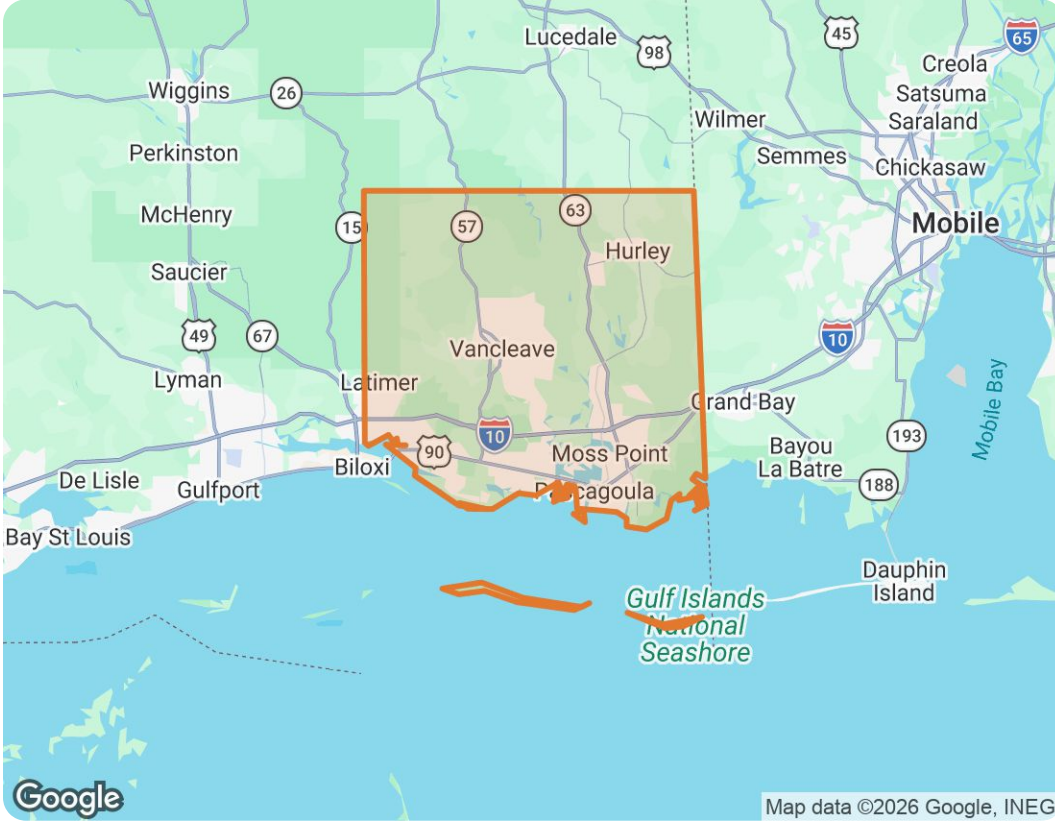 Lucedale
98
45
65
Creola
Wiggins
26
Satsuma
Saraland
Wilmer
Perkinston
Semmes
Chickasaw
McHenry
15
57
63
Mobile
Hurley
Saucier
49
67
10
Vancleave
Lyman
Latimer
Grand Bay
Mobile Bay
10
90
193
Biloxi
Moss Point
Bayou
La Batre
De Lisle
Gulfport
Pascagoula
188
Bay St Louis
Dauphin
Island
Gulf Islands
National
Seashore
Google
Map data ©2026 Google, INEG